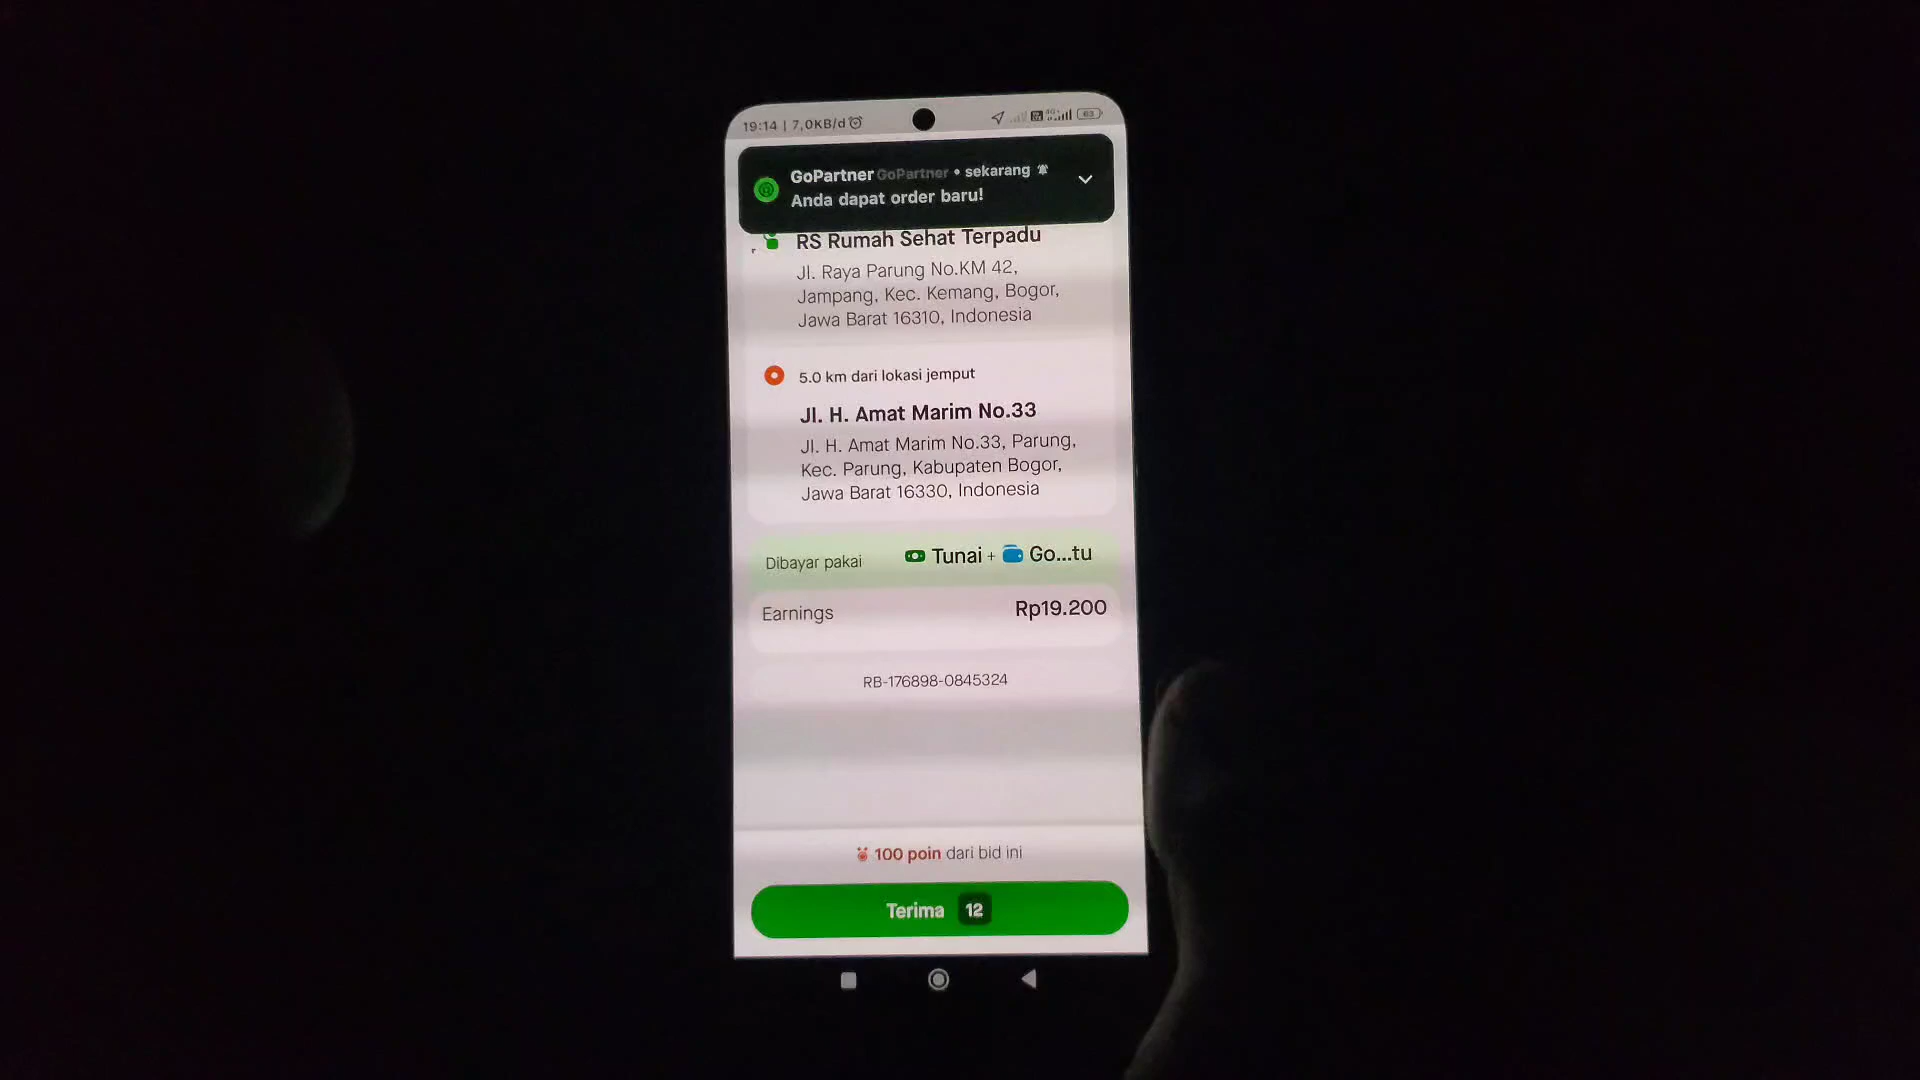 19:14 | 7,0KB/d
4G+
63
GoPartner GoPartner • sekarang
Anda dapat order baru!
RS Rumah Sehat Terpadu
Jl. Raya Parung No.KM 42,
Jampang, Kec. Kemang, Bogor,
Jawa Barat 16310, Indonesia
5.0 km dari lokasi jemput
Jl. H. Amat Marim No.33
Jl. H. Amat Marim No.33, Parung,
Kec. Parung, Kabupaten Bogor,
Jawa Barat 16330, Indonesia
Dibayar pakai Tunai + Go...tu
Earnings Rp19.200
RB-176898-0845324
100 poin dari bid ini
Terima 12